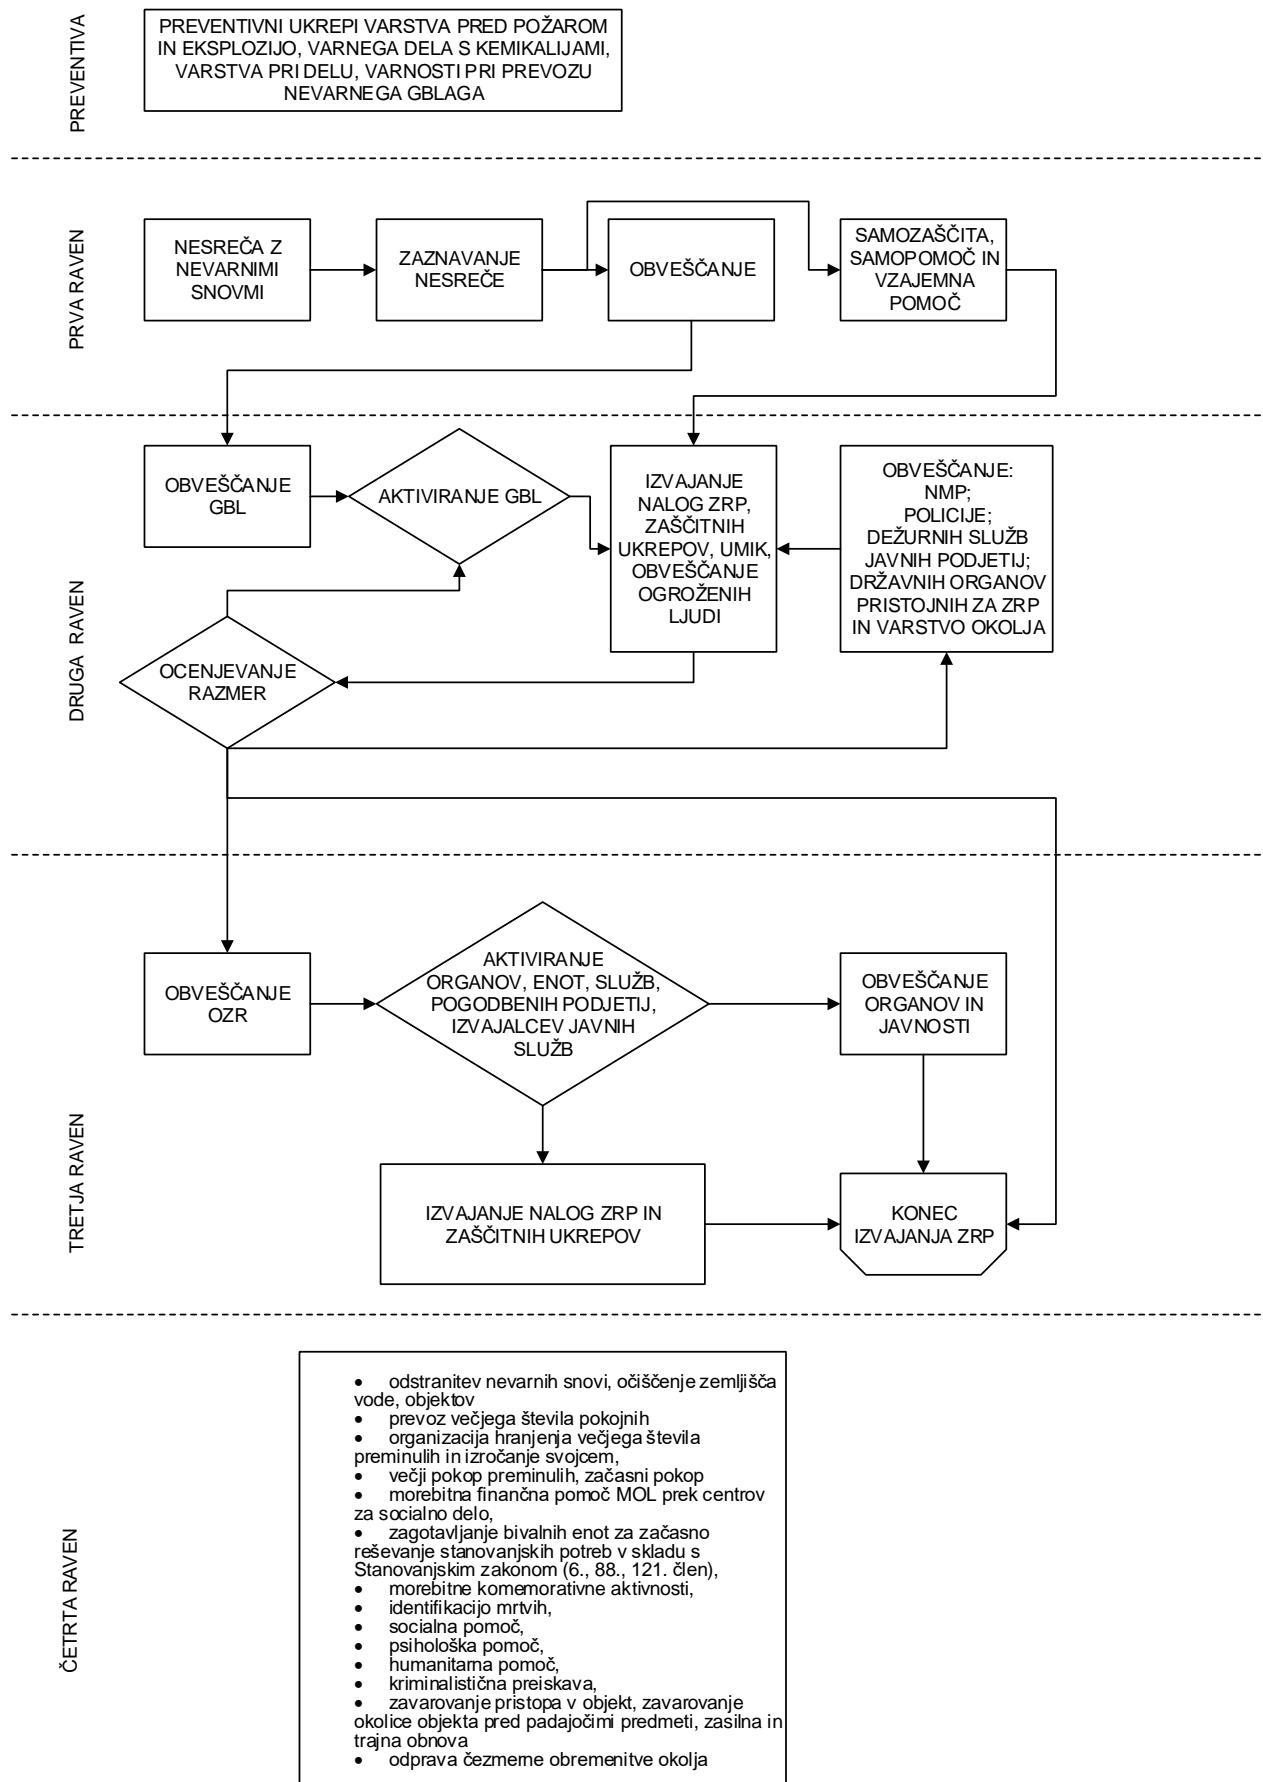 PREVENTIVA
PREVENTIVNI UKREPI VARSTVA PRED POŽAROM
IN EKSPLOZIJO, VARNEGA DELA S KEMIKALIJAMI,
VARSTVA PRI DELU, VARNOSTI PRI PREVOZU
NEVARNEGA GBLAGA
PRVA RAVEN
NESREČA Z
NEVARNIMI
SNOVMI
ZAZNAVANJE
NESREČE
OBVEŠČANJE
SAMOZAŠČITA,
SAMOPOMOČ IN
VZAJEMNA
POMOČ
DRUGA RAVEN
OBVEŠČANJE
GBL
AKTIVIRANJE GBL
IZVAJANJE
NALOG ZRP,
ZAŠČITNIH
UKREPOV, UMIK,
OBVEŠČANJE
OGROŽENIH
LJUDI
OBVEŠČANJE:
NMP;
POLICIJE;
DEŽURNIH SLUŽB
JAVNIH PODJETIJ;
DRŽAVNIH ORGANOV
PRISTOJNIH ZA ZRP
IN VARSTVO OKOLJA
OCENJEVANJE
RAZMER
TRETJA RAVEN
OBVEŠČANJE
OZR
AKTIVIRANJE
ORGANOV, ENOT, SLUŽB,
POGODBENIH PODJETIJ,
IZVAJALCEV JAVNIH
SLUŽB
OBVEŠČANJE
ORGANOV IN
JAVNOSTI
IZVAJANJE NALOG ZRP IN
ZAŠČITNIH UKREPOV
KONEC
IZVAJANJA ZRP
ČETRTA RAVEN
• odstranitev nevarnih snovi, očiščenje zemljišča
vode, objektov
• prevoz večjega števila pokojnih
• organizacija hranjenja večjega števila
preminulih in izročanje svojcem,
• večji pokop preminulih, začasni pokop
• morebitna finančna pomoč MOL prek centrov
za socialno delo,
• zagotavljanje bivalnih enot za začasno
reševanje stanovanjskih potreb v skladu s
Stanovanjskim zakonom (6., 88., 121. člen),
• morebitne komemorativne aktivnosti,
• identifikacijo mrtvih,
• socialna pomoč,
• psihološka pomoč,
• humanitarna pomoč,
• kriminalistična preiskava,
• zavarovanje pristopa v objekt, zavarovanje
okolice objekta pred padajočimi predmeti, zasilna in
trajna obnova
• odprava čezmerne obremenitve okolja